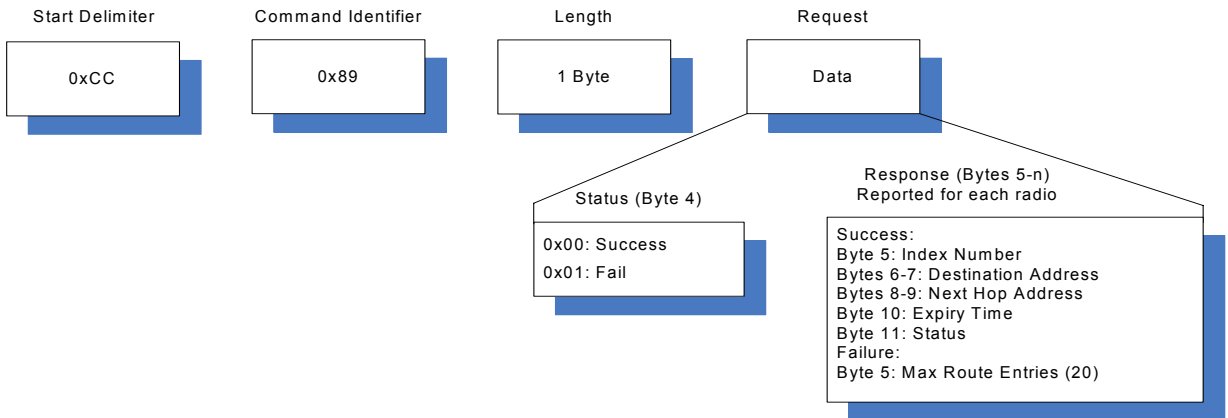 Start Delimiter
Command Identifier
Length
Request
0xCC
0x89
1 Byte
Data
Status (Byte 4)
0x00: Success
0x01: Fail
Response (Bytes 5-n)
Reported for each radio
Success:
Byte 5: Index Number
Bytes 6-7: Destination Address
Bytes 8-9: Next Hop Address
Byte 10: Expiry Time
Byte 11: Status
Failure:
Byte 5: Max Route Entries (20)